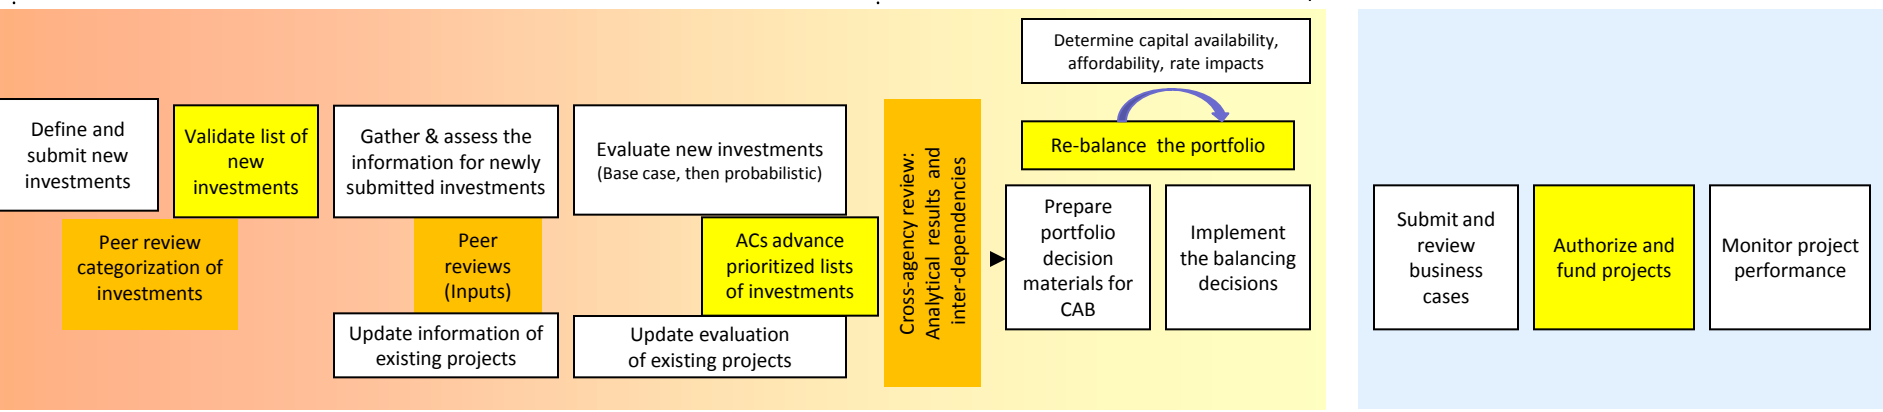 Determine capital availability,
affordability, rate impacts
Define and
submit new
investments
Validate list of
new
investments
Gather & assess the
information for newly
submitted investments
Evaluate new investments
(Base case, then probabilistic)
Peer review
categorization of
investments
Peer
reviews
(Inputs)
ACs advance
prioritized lists
of investments
Update information of
existing projects
Update evaluation
of existing projects
Cross-agency review:
Analytical results and
inter-dependencies
Re-balance the portfolio
Prepare
portfolio
decision
materials for
CAB
Implement
the balancing
decisions
Submit and
review
business
cases
Authorize and
fund projects
Monitor project
performance